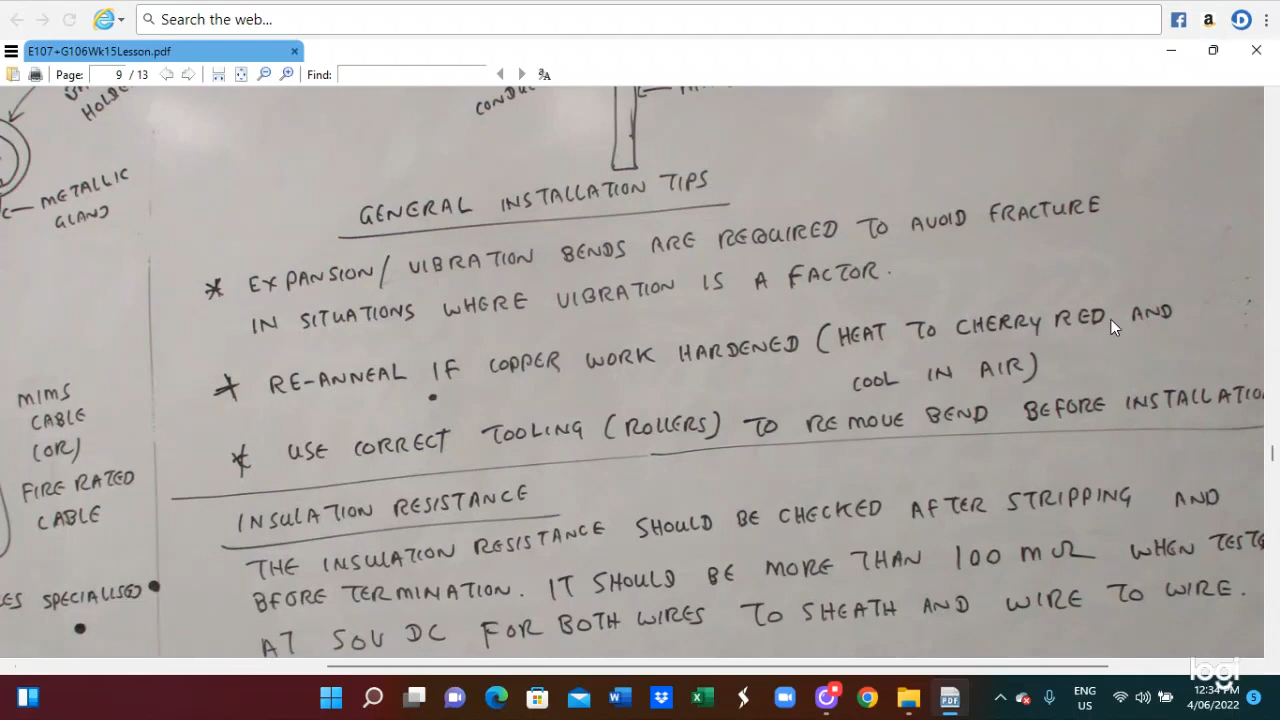 Search the web...
E107+G106Wk15Lesson.pdf
Page: 9 / 13 Find:
HOLDE
METALLIC
GLAND
GENERAL INSTALLATION TIPS
* EXPANSION/VIBRATION BENDS ARE REQUIRED TO AVOID FRACTURE
IN SITUATIONS WHERE VIBRATION IS A FACTOR.
* RE-ANNEAL IF COPPER WORK HARDENED (HEAT TO CHERRY RED AND
COOL IN AIR)
* USE CORRECT TOOLING (ROLLERS) TO REMOVE BEND BEFORE INSTALLATIO
MIMS
CABLE
(OR)
FIRE RATED
CABLE
ES SPECIALISED
INSULATION RESISTANCE
THE INSULATION RESISTANCE SHOULD BE CHECKED AFTER STRIPPING AND
BEFORE TERMINATION. IT SHOULD BE MORE THAN 100 MΩ WHEN TESTE
AT 50V DC FOR BOTH WIRES TO SHEATH AND WIRE TO WIRE.
logi
ENG
US
12:34 PM
4/06/2022
5